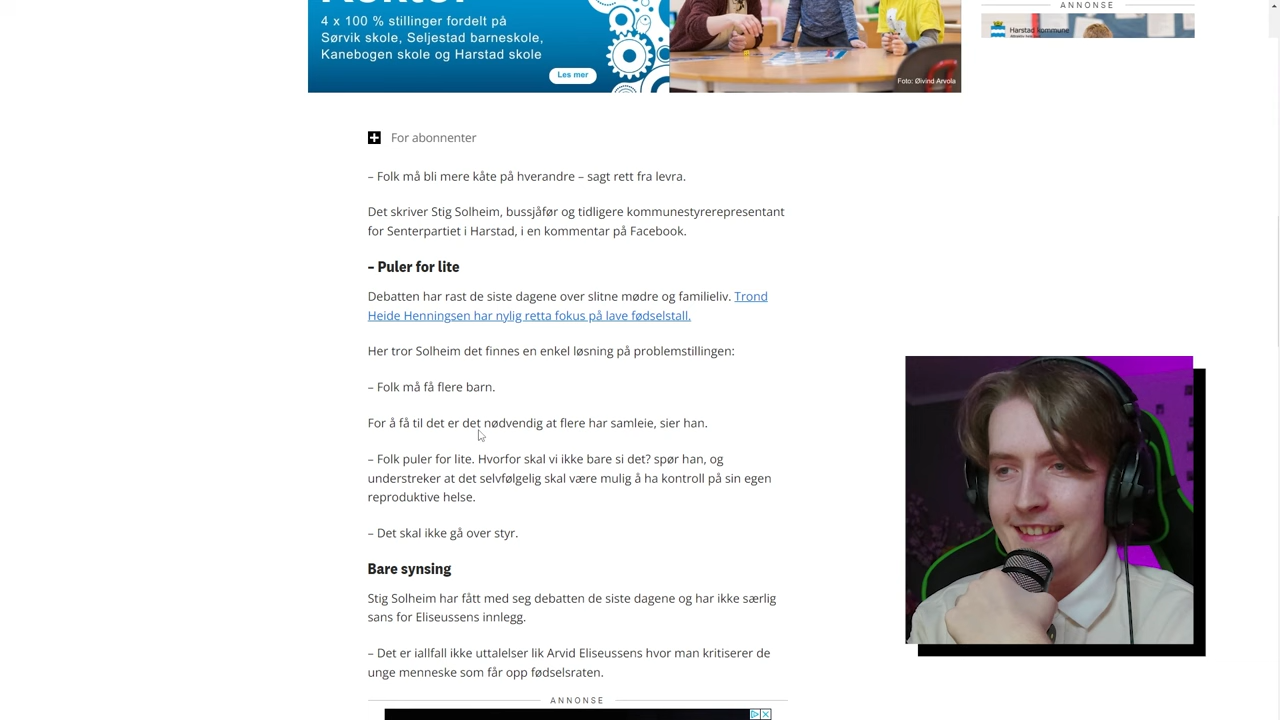 4 x 100 % stillinger fordelt på
Sørvik skole, Seljestad barneskole,
Kanebogen skole og Harstad skole
Les mer
Foto: Øivind Arvola
ANNONSE
Harstad kommune
For abonnenter
– Folk må bli mere kåte på hverandre – sagt rett fra levra.
Det skriver Stig Solheim, bussjåfør og tidligere kommunestyrerepresentant
for Senterpartiet i Harstad, i en kommentar på Facebook.
– Puler for lite
Debatten har rast de siste dagene over slitne mødre og familieliv. Trond
Heide Henningsen har nylig retta fokus på lave fødselstall.
Her tror Solheim det finnes en enkel løsning på problemstillingen:
– Folk må få flere barn.
For å få til det er det nødvendig at flere har samleie, sier han.
– Folk puler for lite. Hvorfor skal vi ikke bare si det? spør han, og
understreker at det selvfølgelig skal være mulig å ha kontroll på sin egen
reproduktive helse.
– Det skal ikke gå over styr.
Bare synsing
Stig Solheim har fått med seg debatten de siste dagene og har ikke særlig
sans for Eliseussens innlegg.
– Det er iallfall ikke uttalelser lik Arvid Eliseussens hvor man kritiserer de
unge menneske som får opp fødselsraten.
ANNONSE